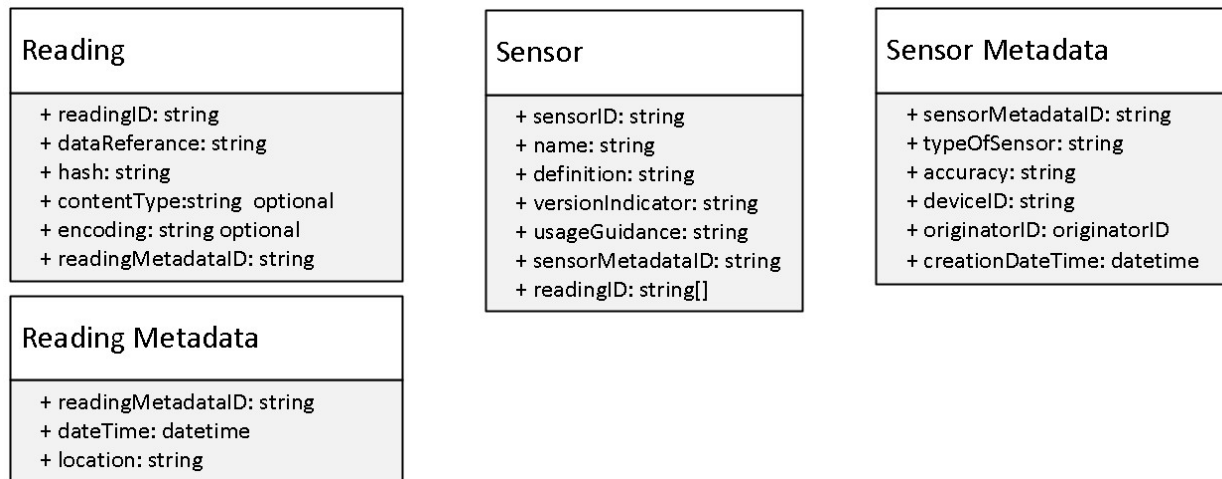 Reading
+ readingID: string
+ dataReferance: string
+ hash: string
+ contentType:string  optional
+ encoding: string optional
+ readingMetadataID: string
Reading Metadata
+ readingMetadataID: string
+ dateTime: datetime
+ location: string
Sensor
+ sensorID: string
+ name: string
+ definition: string
+ versionIndicator: string
+ usageGuidance: string
+ sensorMetadataID: string
+ readingID: string[]
Sensor Metadata
+ sensorMetadataID: string
+ typeOfSensor: string
+ accuracy: string
+ deviceID: string
+ originatorID: originatorID
+ creationDateTime: datetime